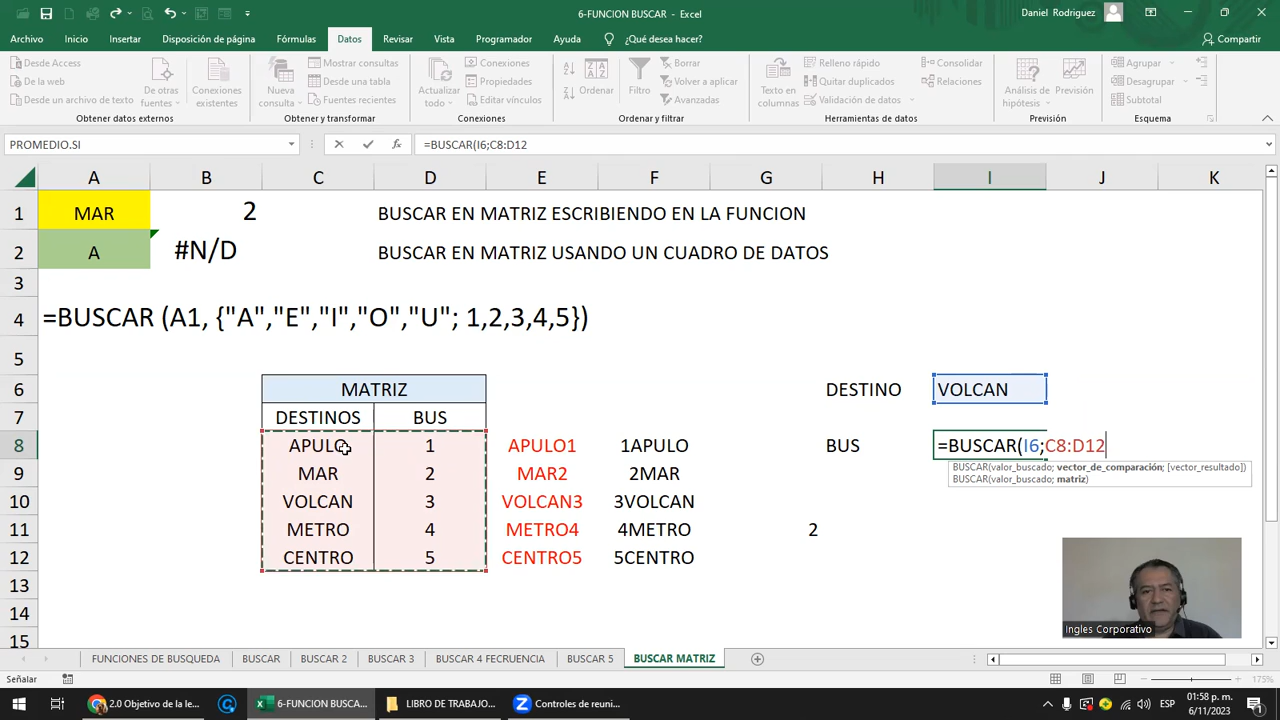 6-FUNCION BUSCAR - Excel
Daniel Rodriguez
Archivo Inicio Insertar Disposición de página Fórmulas Datos Revisar Vista Programador Ayuda ¿Qué desea hacer? Compartir
Desde Access
De la web
Desde un archivo de texto
De otras fuentes
Conexiones existentes
Obtener datos externos
Nueva consulta
Mostrar consultas
Desde una tabla
Fuentes recientes
Obtener y transformar
Actualizar todo
Conexiones
Propiedades
Editar vínculos
Conexiones
Ordenar
Filtro
Borrar
Volver a aplicar
Avanzadas
Ordenar y filtrar
Texto en columnas
Relleno rápido
Quitar duplicados
Validación de datos
Consolidar
Relaciones
Herramientas de datos
Análisis de hipótesis
Previsión
Previsión
Agrupar
Desagrupar
Subtotal
Esquema
PROMEDIO.SI
fx
=BUSCAR(I6;C8:D12
A B C D E F G H I J K
1 MAR 2 BUSCAR EN MATRIZ ESCRIBIENDO EN LA FUNCION
2 A #N/D BUSCAR EN MATRIZ USANDO UN CUADRO DE DATOS
3
4 =BUSCAR (A1, {"A","E","I","O","U"; 1,2,3,4,5})
5
6 MATRIZ DESTINO VOLCAN
7 DESTINOS BUS
8 APULO 1 APULO1 1APULO BUS =BUSCAR(I6;C8:D12
BUSCAR(valor_buscado; vector_de_comparación; [vector_resultado])
BUSCAR(valor_buscado; matriz)
9 MAR 2 MAR2 2MAR
10 VOLCAN 3 VOLCAN3 3VOLCAN
11 METRO 4 METRO4 4METRO 2
12 CENTRO 5 CENTRO5 5CENTRO
13
14
15
Ingles Corporativo
FUNCIONES DE BUSQUEDA BUSCAR BUSCAR 2 BUSCAR 3 BUSCAR 4 FECRUENCIA BUSCAR 5 BUSCAR MATRIZ
Señalar
175%
2.0 Objetivo de la le...
6-FUNCION BUSCA...
LIBRO DE TRABAJO...
Controles de reuni...
ESP
01:58 p. m.
6/11/2023